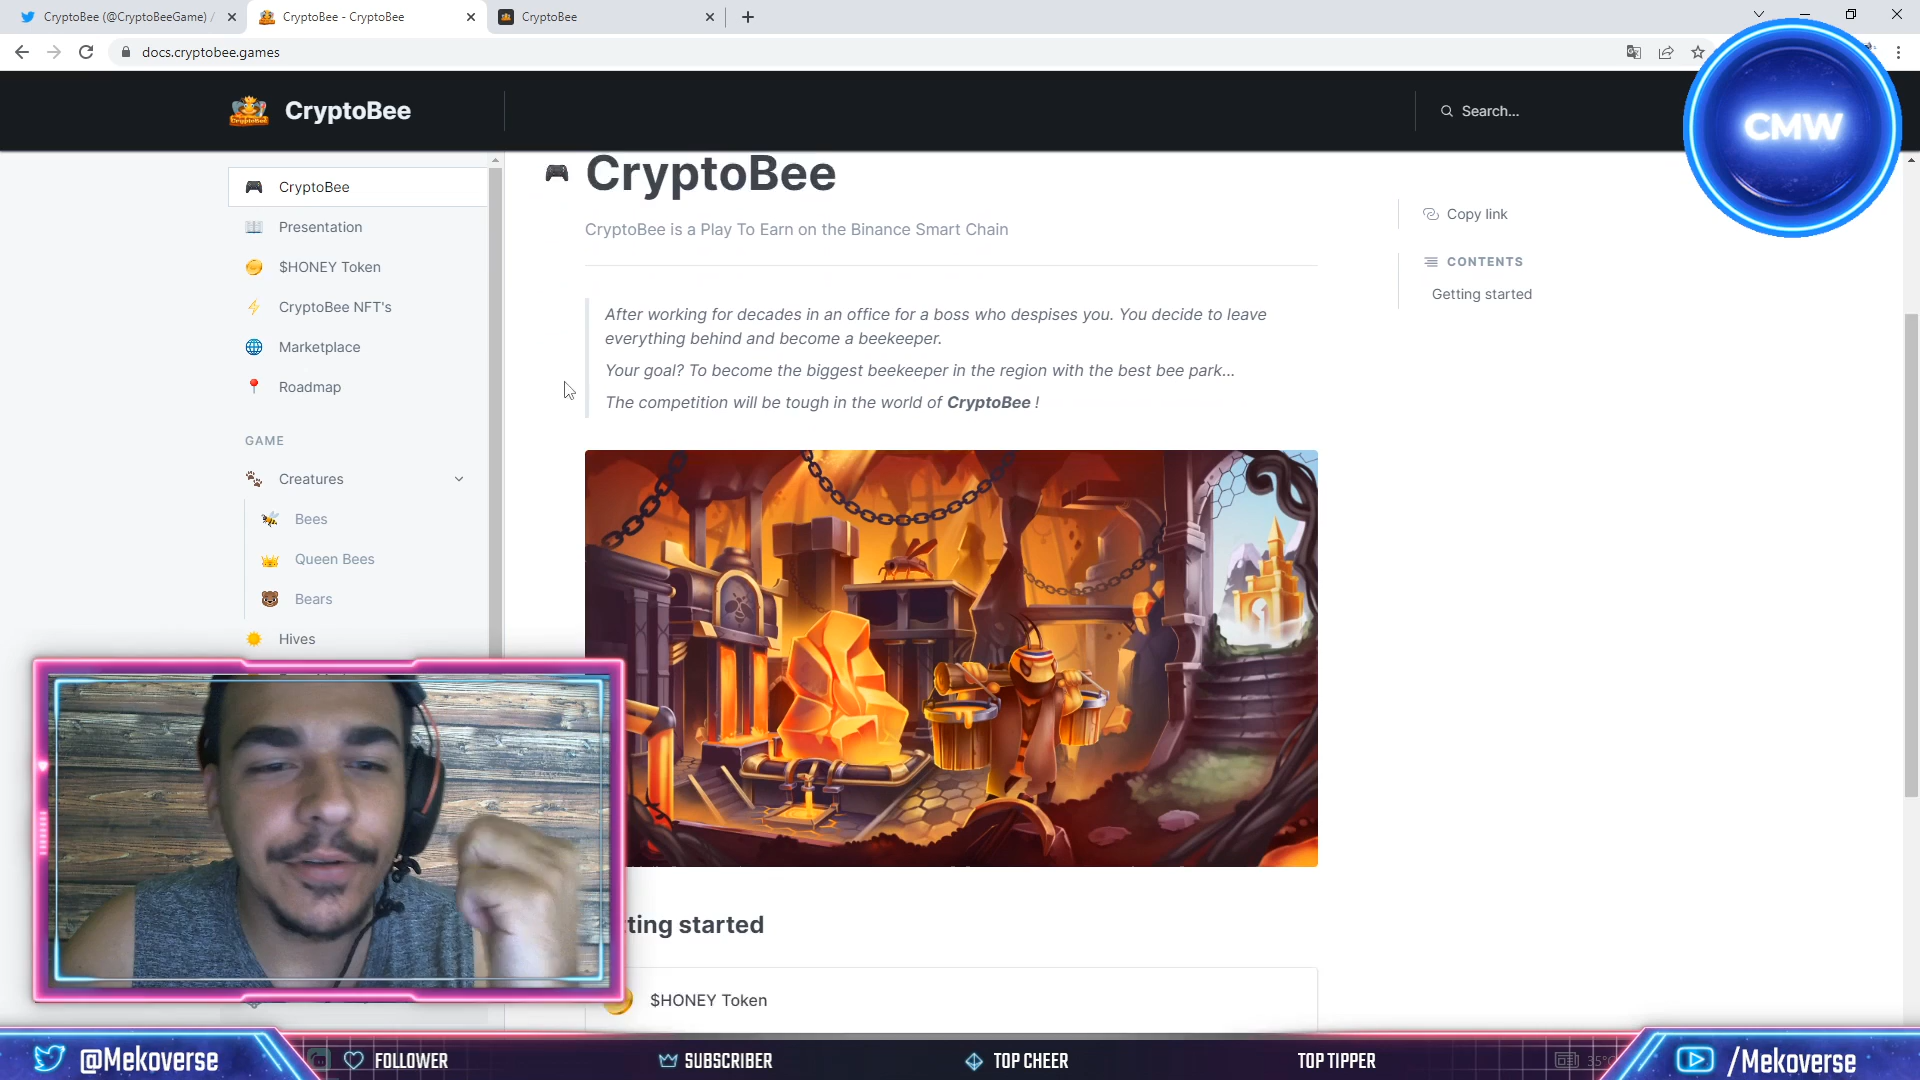 CryptoBee (@CryptoBeeGame) /
CryptoBee - CryptoBee
CryptoBee
docs.cryptobee.games
CryptoBee
Search...
CMW
CryptoBee
Presentation
$HONEY Token
CryptoBee NFT's
Marketplace
Roadmap
GAME
Creatures
Bees
Queen Bees
Bears
Hives
CryptoBee
CryptoBee is a Play To Earn on the Binance Smart Chain
After working for decades in an office for a boss who despises you. You decide to leave
everything behind and become a beekeeper.
Your goal? To become the biggest beekeeper in the region with the best bee park...
The competition will be tough in the world of CryptoBee !
Copy link
CONTENTS
Getting started
tting started
$HONEY Token
@Mekoverse
FOLLOWER
SUBSCRIBER
TOP CHEER
TOP TIPPER
35°C
/Mekoverse